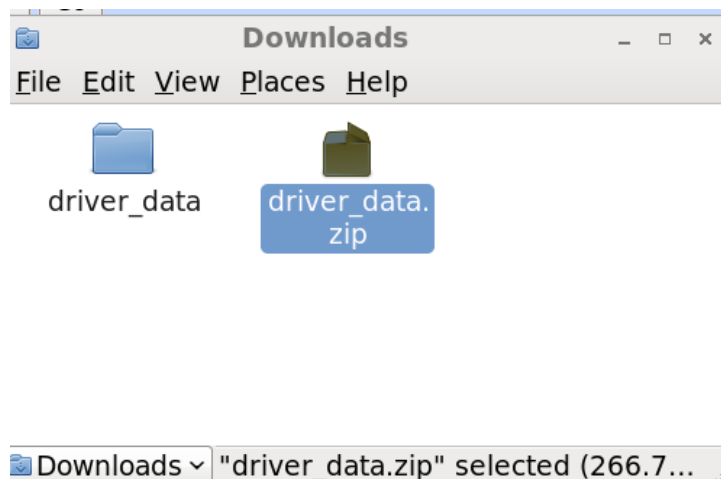 Downloads
File Edit View Places Help
driver_data
driver_data.
zip
Downloads "driver_data.zip" selected (266.7...